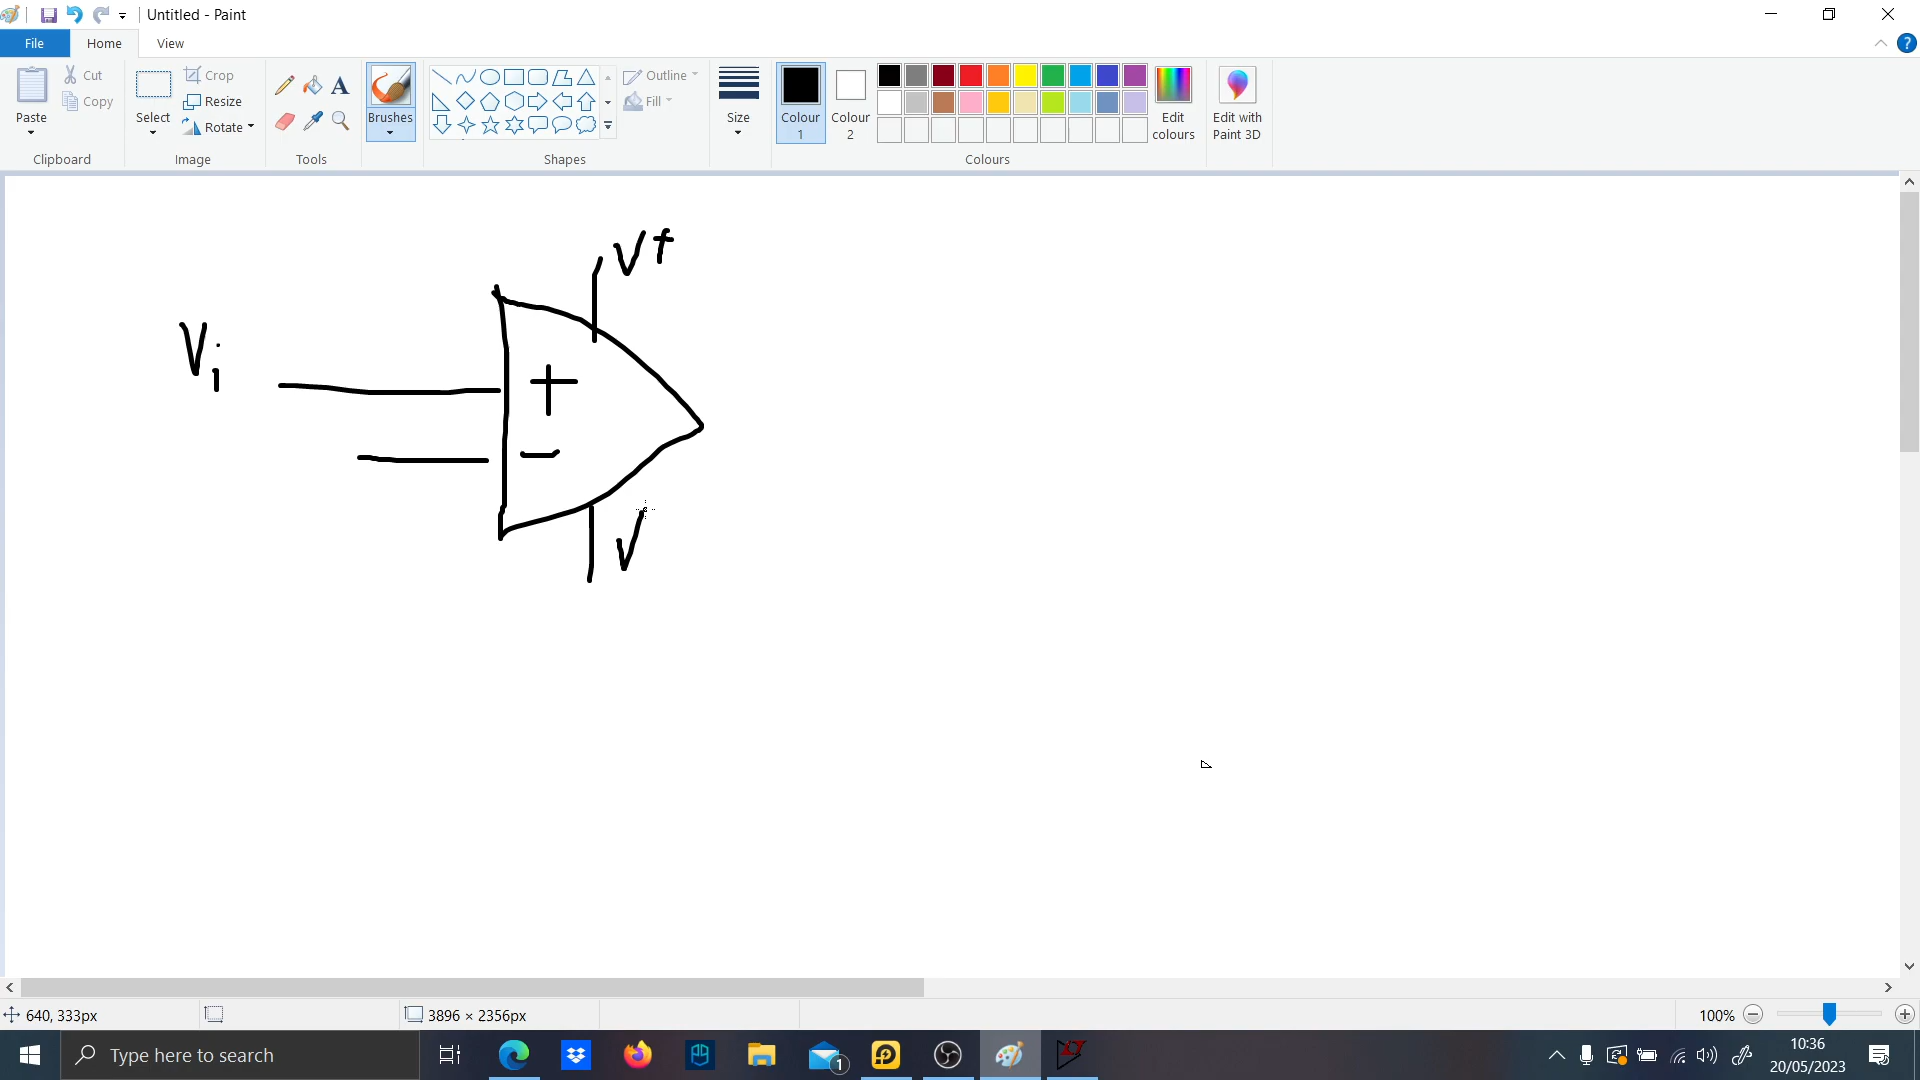 Untitled - Paint
File Home View
Cut Crop Outline
Copy Resize Fill
Paste Select Rotate Brushes Size Colour 1 Colour 2 Edit colours Edit with Paint 3D
Clipboard Image Tools Shapes Colours
V+
Vi
+
-
V
640, 333px 3896 × 2356px 100%
Type here to search 1 10:36
20/05/2023